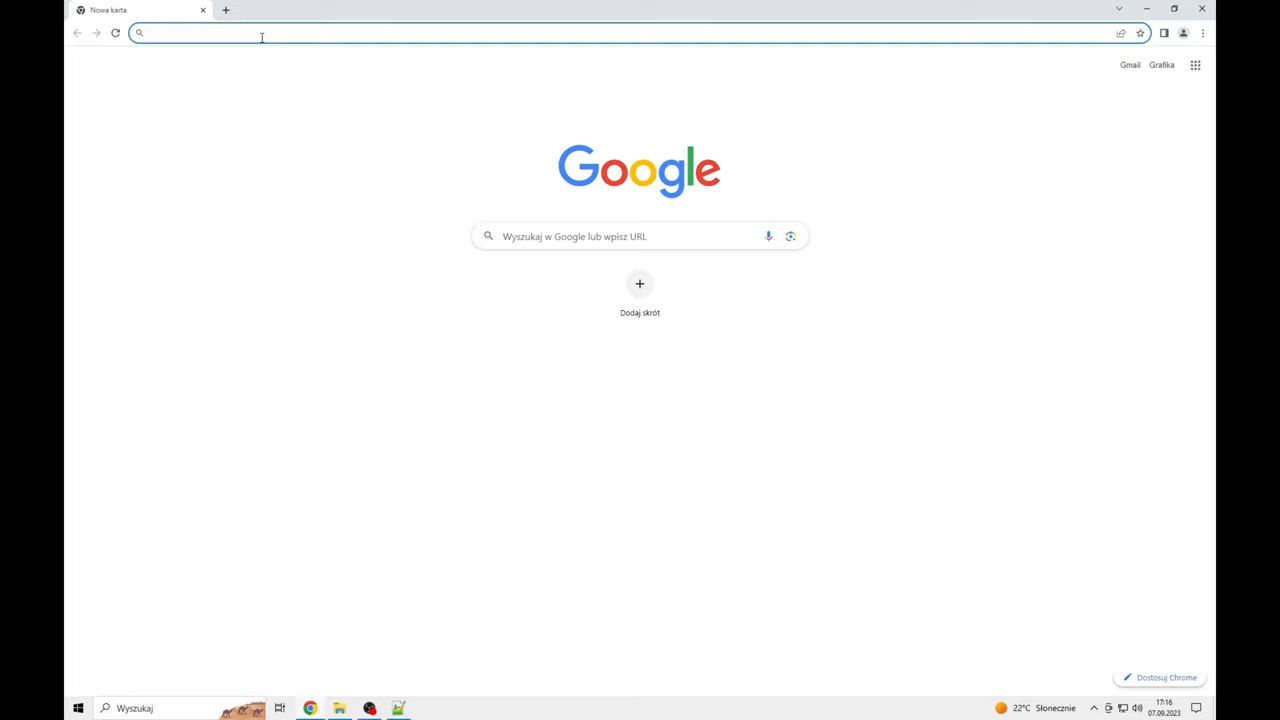 Nowa karta
Gmail
Grafika
Google
Wyszukaj w Google lub wpisz URL
Dodaj skrót
Dostosuj Chrome
Wyszukaj
22°C Słonecznie
17:16
07.09.2023